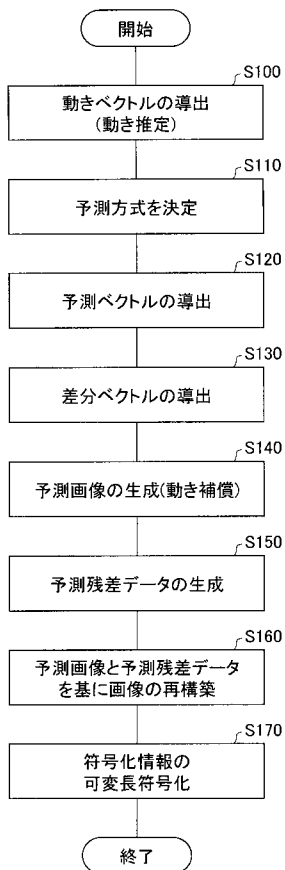 開始
S100
動きベクトルの導出
(動き推定)
S110
予測方式を決定
S120
予測ベクトルの導出
S130
差分ベクトルの導出
S140
予測画像の生成(動き補償)
S150
予測残差データの生成
S160
予測画像と予測残差データ
を基に画像の再構築
S170
符号化情報の
可変長符号化
終了